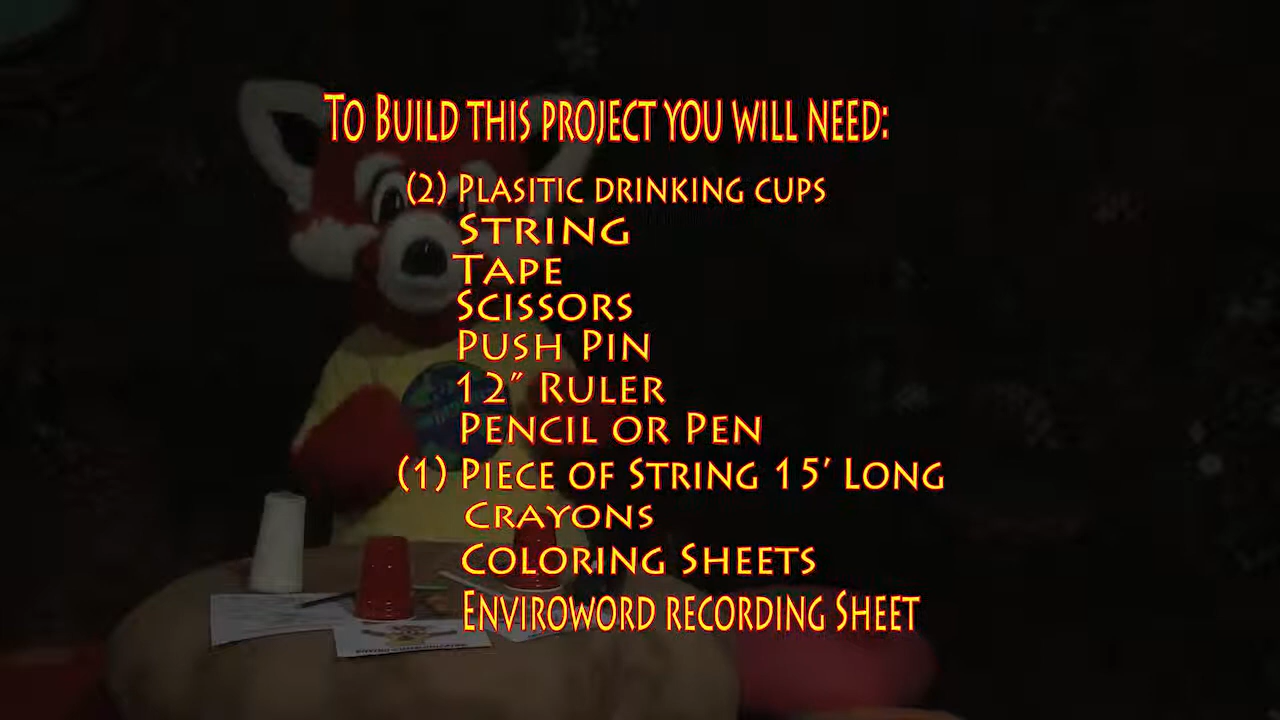 To Build this project you will need:
(2) Plasitic drinking cups
String
Tape
Scissors
Push Pin
12” Ruler
Pencil or Pen
(1) Piece of String 15’ Long
Crayons
Coloring Sheets
Enviroword recording Sheet